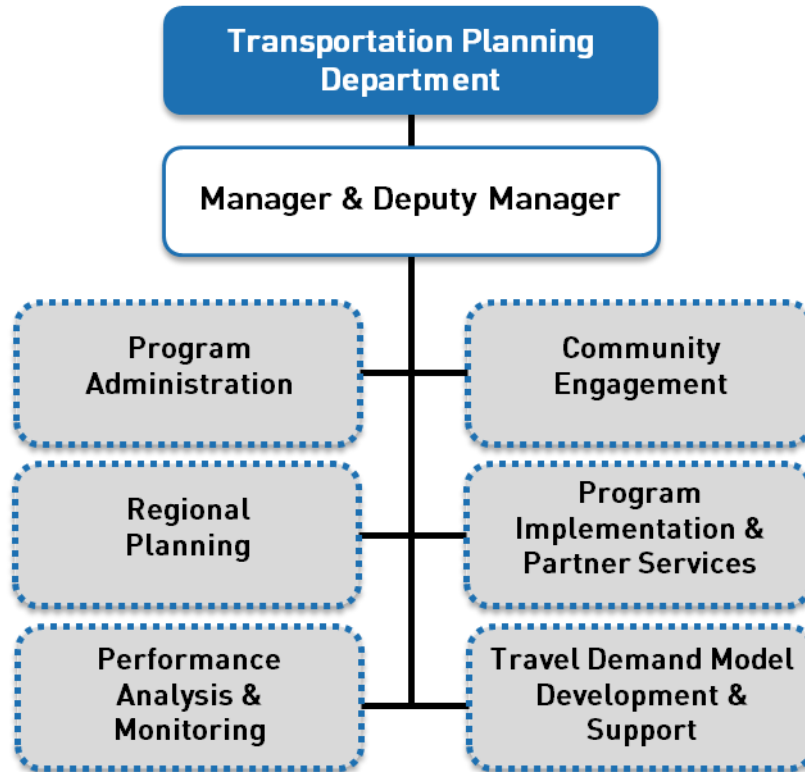 Transportation Planning
Department
Manager & Deputy Manager
Program
Administration
Community
Engagement
Regional
Planning
Program
Implementation &
Partner Services
Performance
Analysis &
Monitoring
Travel Demand Model
Development &
Support